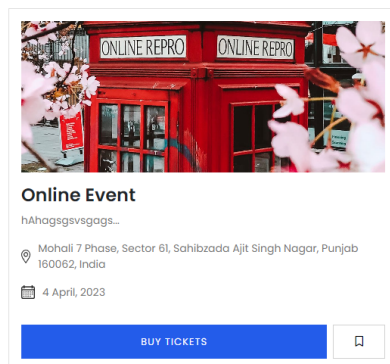 ONLINE REPRO ONLINE REPRO
Online Event
hAhagsgsvsgags...
Mohali 7 Phase, Sector 61, Sahibzada Ajit Singh Nagar, Punjab
160062, India
4 April, 2023
BUY TICKETS